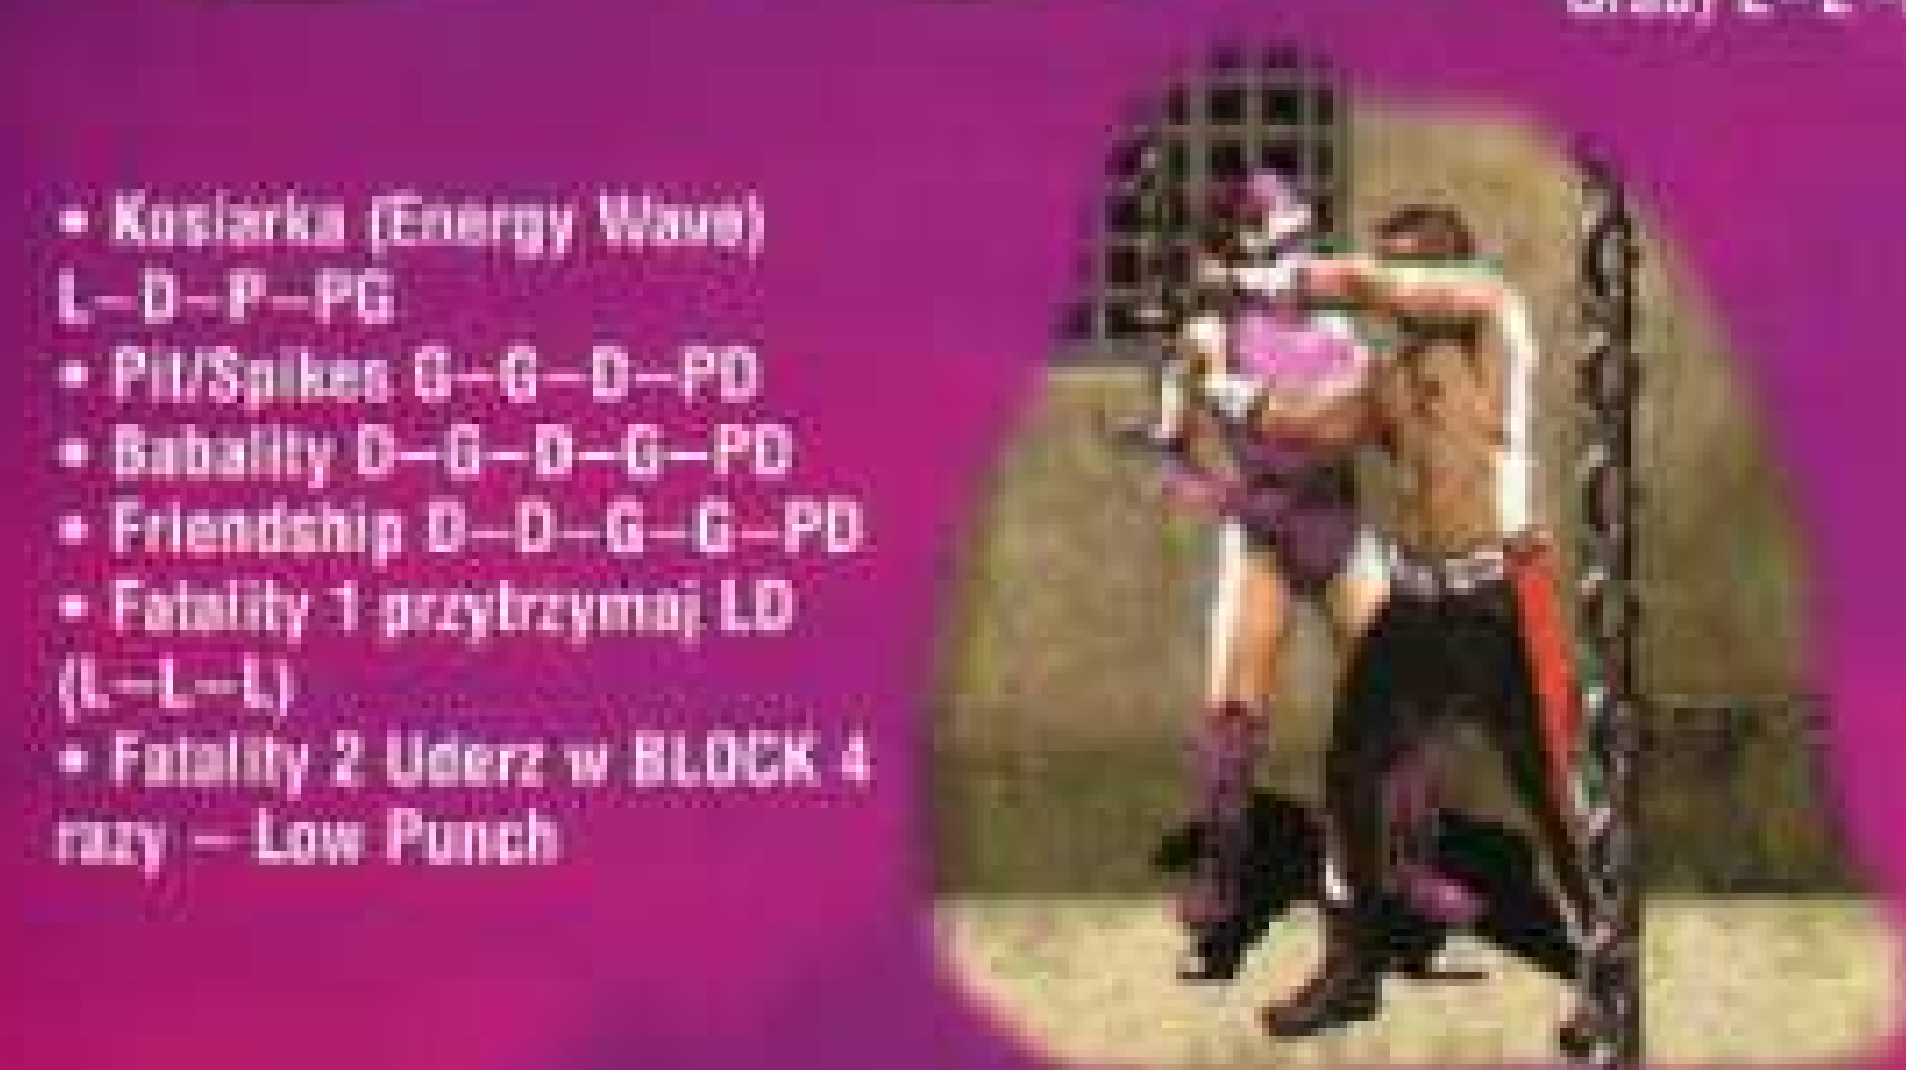 • Kosiarka (Energy Wave)
L–D–P–PG
• Pit/Spikes G–G–D–PD
• Babality D–G–D–G–PD
• Friendship D–D–G–G–PD
• Fatality 1 przytrzymaj LD
(L–L–L)
• Fatality 2 Uderz w BLOCK 4
razy – Low Punch